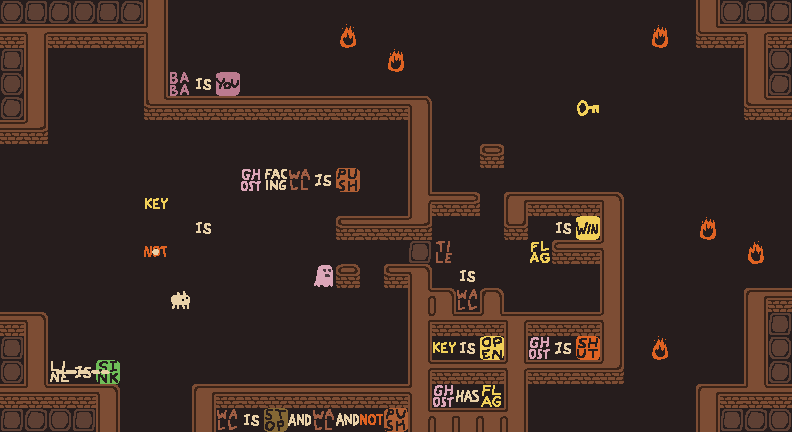 BABA IS YOU
GHOST FACING WALL IS PUSH
KEY
IS IS WIN
NOT TILE FLAG
IS
WALL
KEY IS OPEN GHOST IS SHUT
LINE IS SINK
GHOST HAS FLAG
WALL IS STOP AND WALL AND NOT PUSH